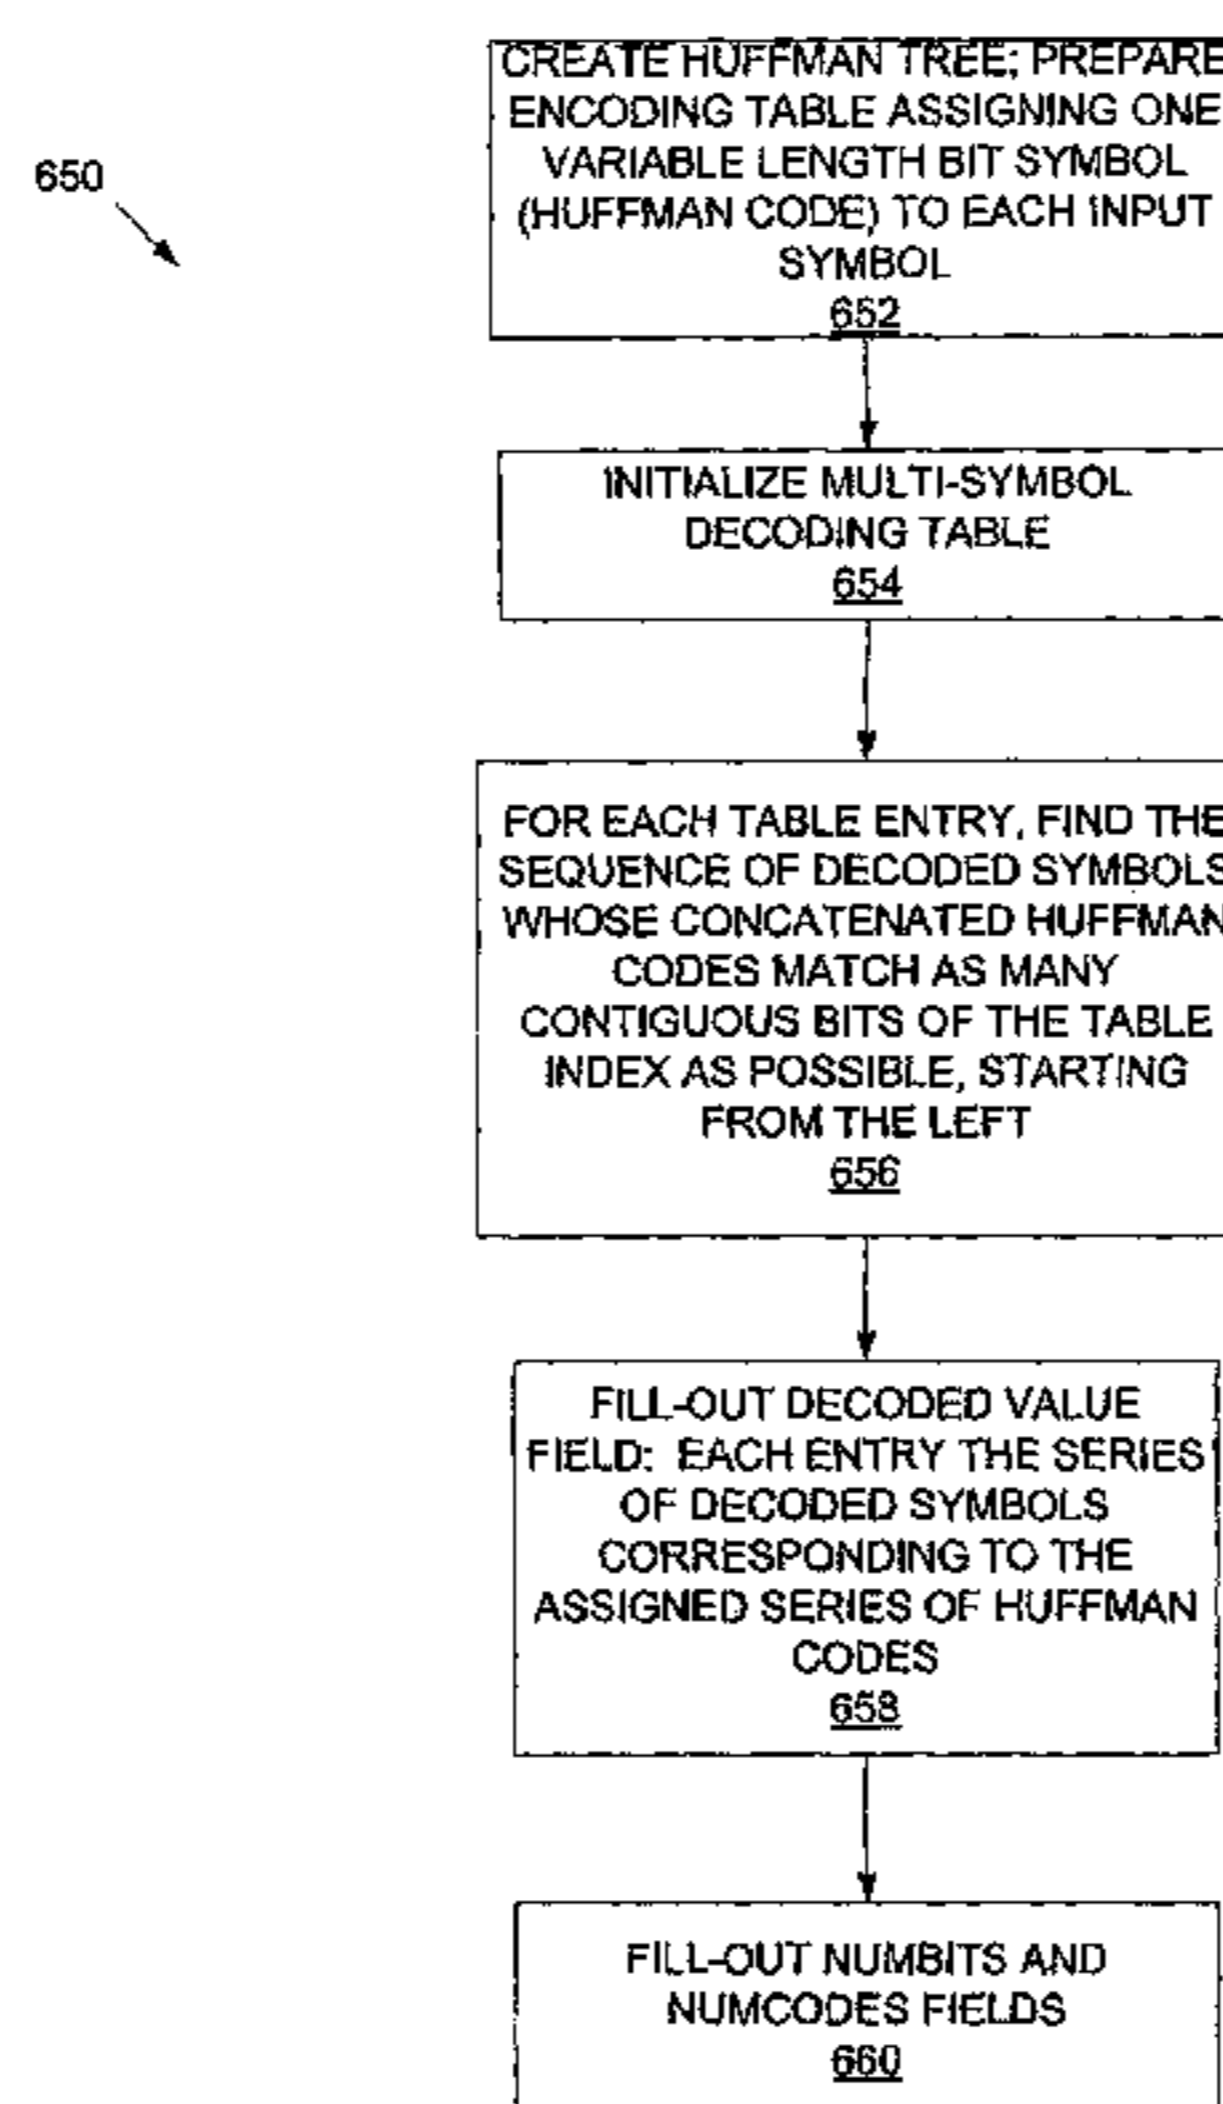 650
CREATE HUFFMAN TREE; PREPARE
ENCODING TABLE ASSIGNING ONE
VARIABLE LENGTH BIT SYMBOL
(HUFFMAN CODE) TO EACH INPUT
SYMBOL
652
INITIALIZE MULTI-SYMBOL
DECODING TABLE
654
FOR EACH TABLE ENTRY, FIND THE
SEQUENCE OF DECODED SYMBOLS
WHOSE CONCATENATED HUFFMAN
CODES MATCH AS MANY
CONTIGUOUS BITS OF THE TABLE
INDEX AS POSSIBLE, STARTING
FROM THE LEFT
656
FILL-OUT DECODED VALUE
FIELD: EACH ENTRY THE SERIES
OF DECODED SYMBOLS
CORRESPONDING TO THE
ASSIGNED SERIES OF HUFFMAN
CODES
658
FILL-OUT NUMBITS AND
NUMCODES FIELDS
660